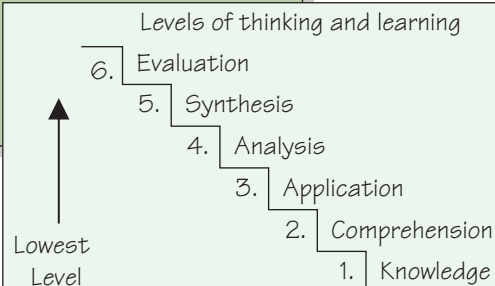 Levels of thinking and learning
6. Evaluation
5. Synthesis
4. Analysis
3. Application
2. Comprehension
1. Knowledge
Lowest
Level